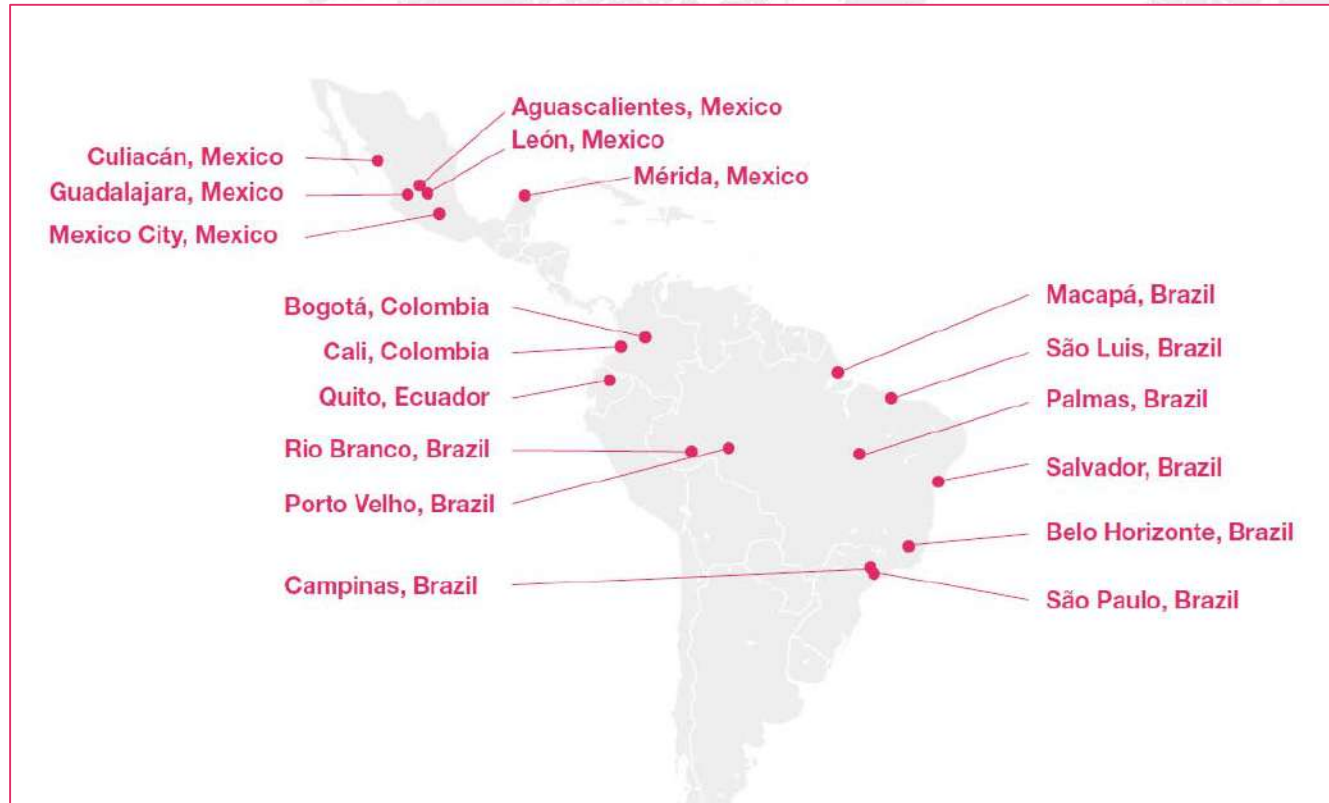 Aguascalientes, Mexico
León, Mexico
Culiacán, Mexico
Mérida, Mexico
Guadalajara, Mexico
Mexico City, Mexico
Bogotá, Colombia
Cali, Colombia
Quito, Ecuador
Rio Branco, Brazil
Porto Velho, Brazil
Campinas, Brazil
Macapá, Brazil
São Luis, Brazil
Palmas, Brazil
Salvador, Brazil
Belo Horizonte, Brazil
São Paulo, Brazil